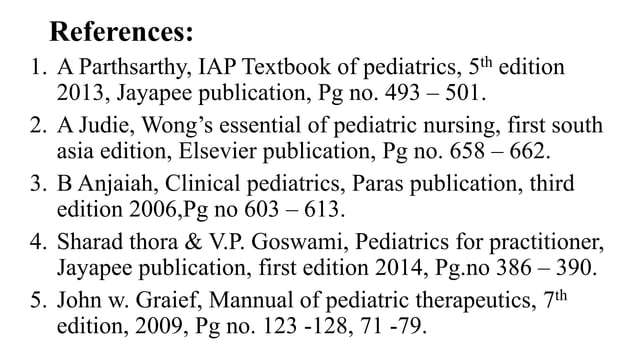 References:
1. A Parthsarthy, IAP Textbook of pediatrics, 5th edition
2013, Jayapee publication, Pg no. 493 – 501.
2. A Judie, Wong’s essential of pediatric nursing, first south
asia edition, Elsevier publication, Pg no. 658 – 662.
3. B Anjaiah, Clinical pediatrics, Paras publication, third
edition 2006,Pg no 603 – 613.
4. Sharad thora & V.P. Goswami, Pediatrics for practitioner,
Jayapee publication, first edition 2014, Pg.no 386 – 390.
5. John w. Graief, Mannual of pediatric therapeutics, 7th
edition, 2009, Pg no. 123 -128, 71 -79.